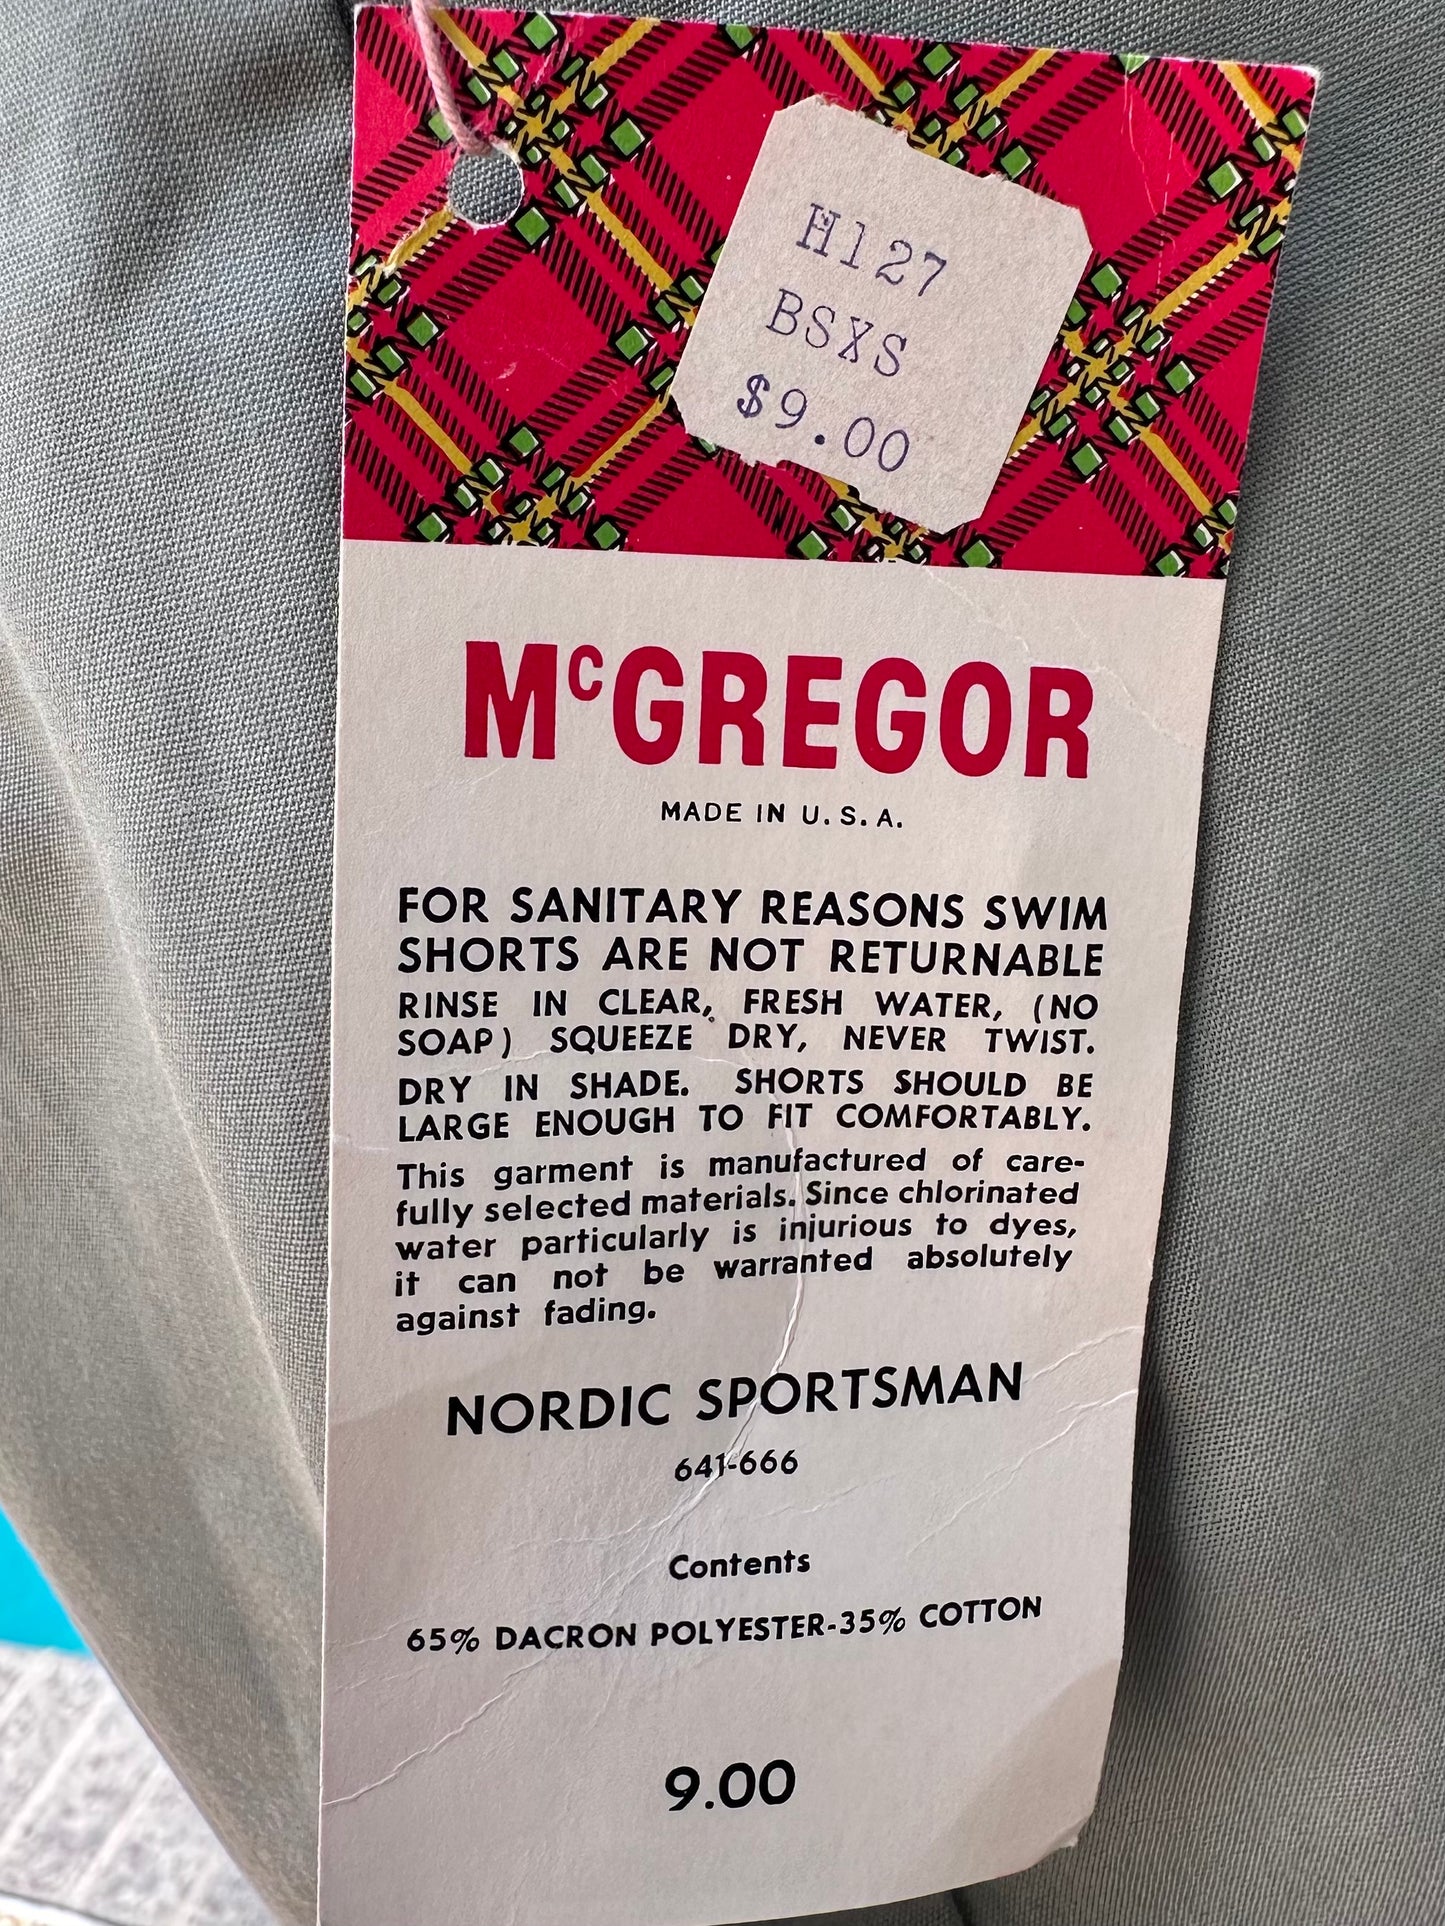 H127
BSXS
$9.00
McGREGOR
MADE IN U.S.A.
FOR SANITARY REASONS SWIM
SHORTS ARE NOT RETURNABLE
RINSE IN CLEAR, FRESH WATER, (NO
SOAP) SQUEEZE DRY, NEVER TWIST.
DRY IN SHADE. SHORTS SHOULD BE
LARGE ENOUGH TO FIT COMFORTABLY.
This garment is manufactured of care-
fully selected materials. Since chlorinated
water particularly is injurious to dyes,
it can not be warranted absolutely
against fading.
NORDIC SPORTSMAN
641-666
Contents
65% DACRON POLYESTER-35% COTTON
9.00